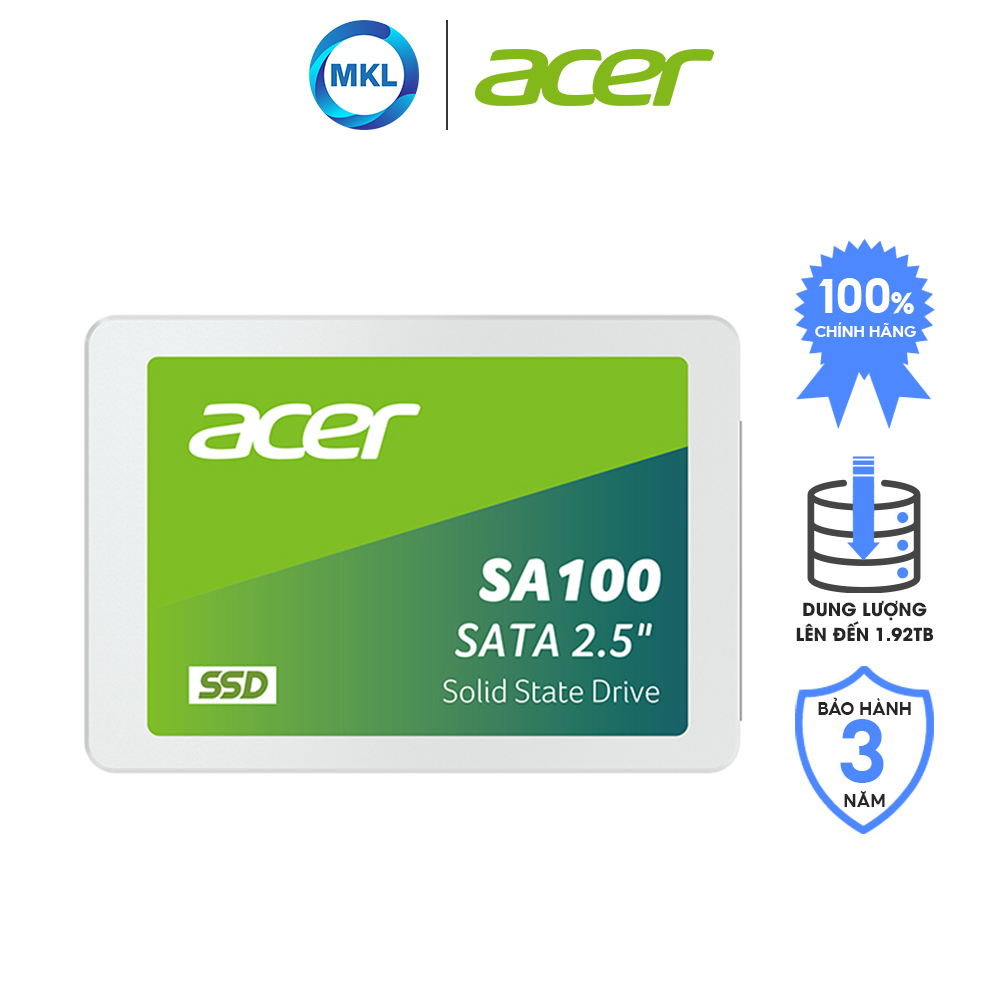 MKL
acer
100%
CHÍNH HÃNG
acer
SA100
SATA 2.5"
SSD
Solid State Drive
DUNG LƯỢNG
LÊN ĐẾN 1.92TB
BẢO HÀNH
3
NĂM